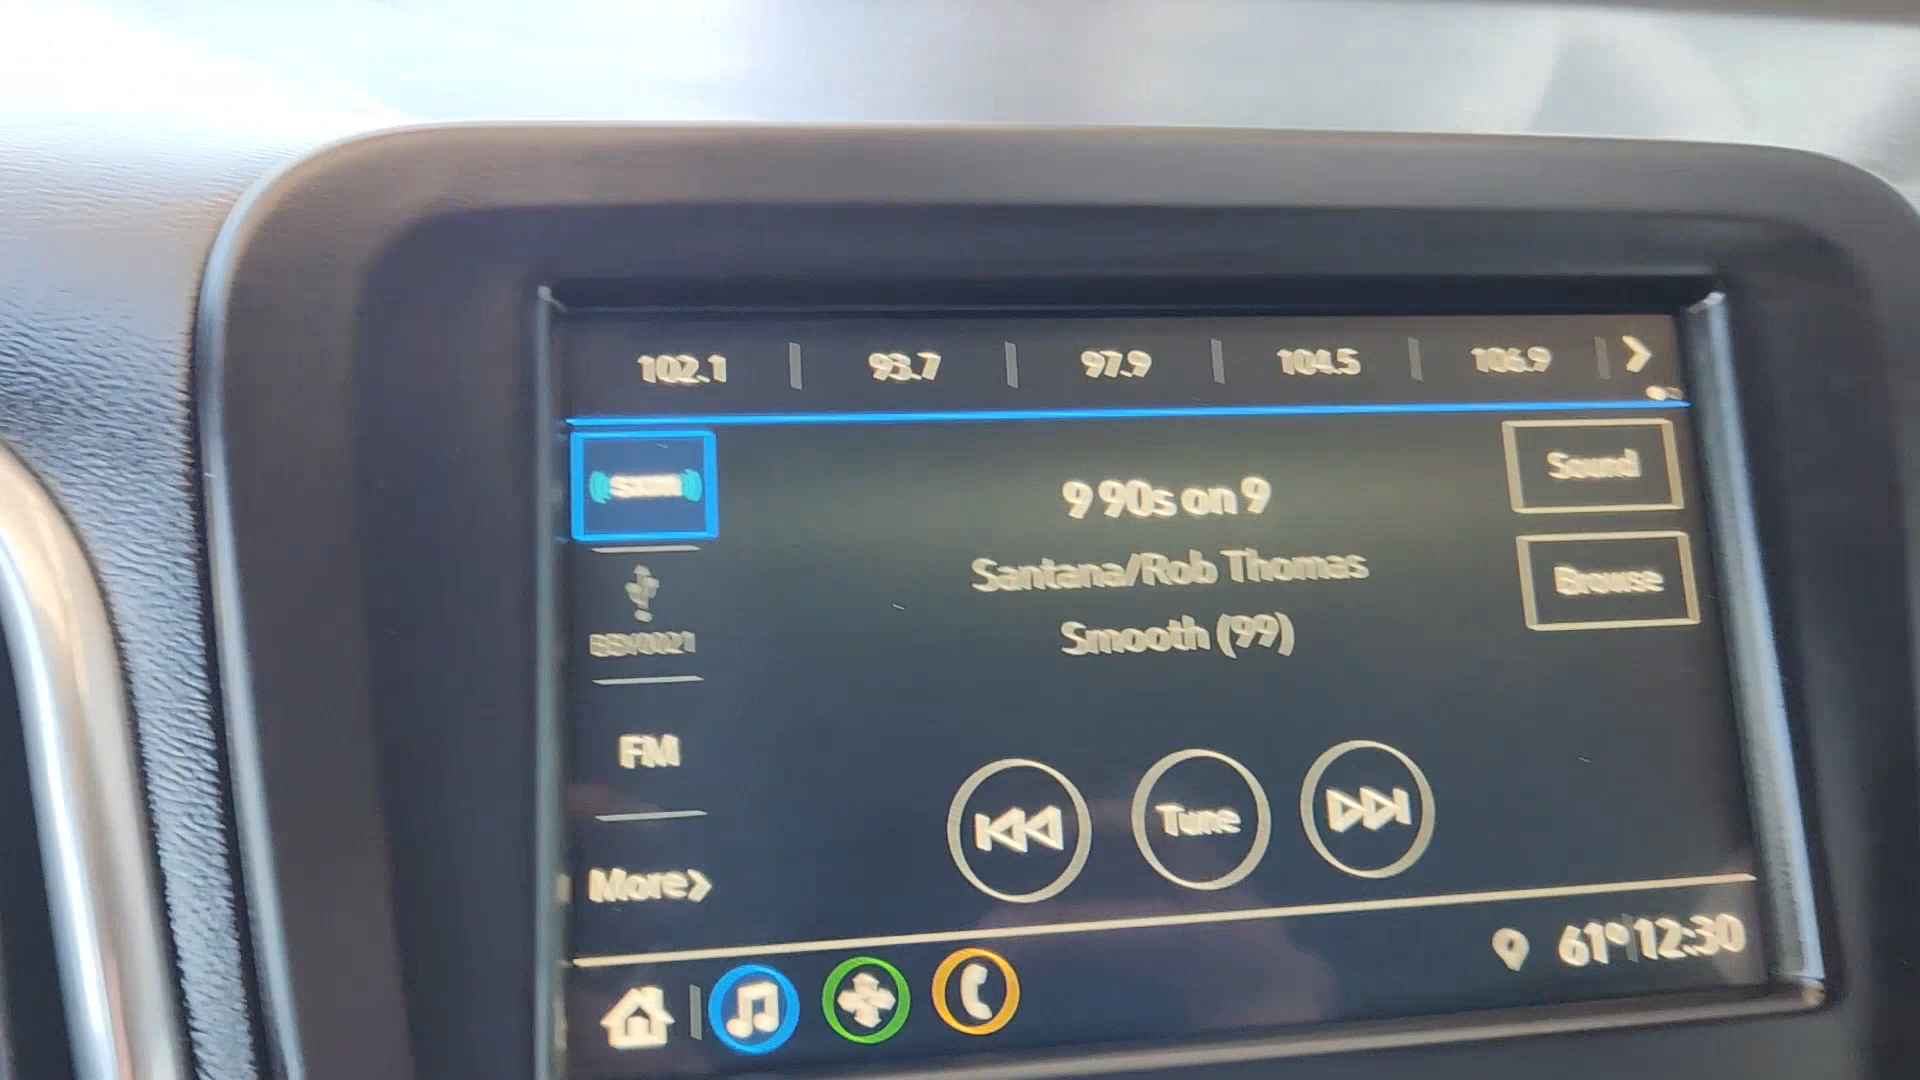 102.1 | 93.7 | 97.9 | 104.5 | 106.9
sxm
9 90s on 9
Sound
Santana/Rob Thomas
Browse
Smooth (99)
FM
Tune
More
61° 12:30